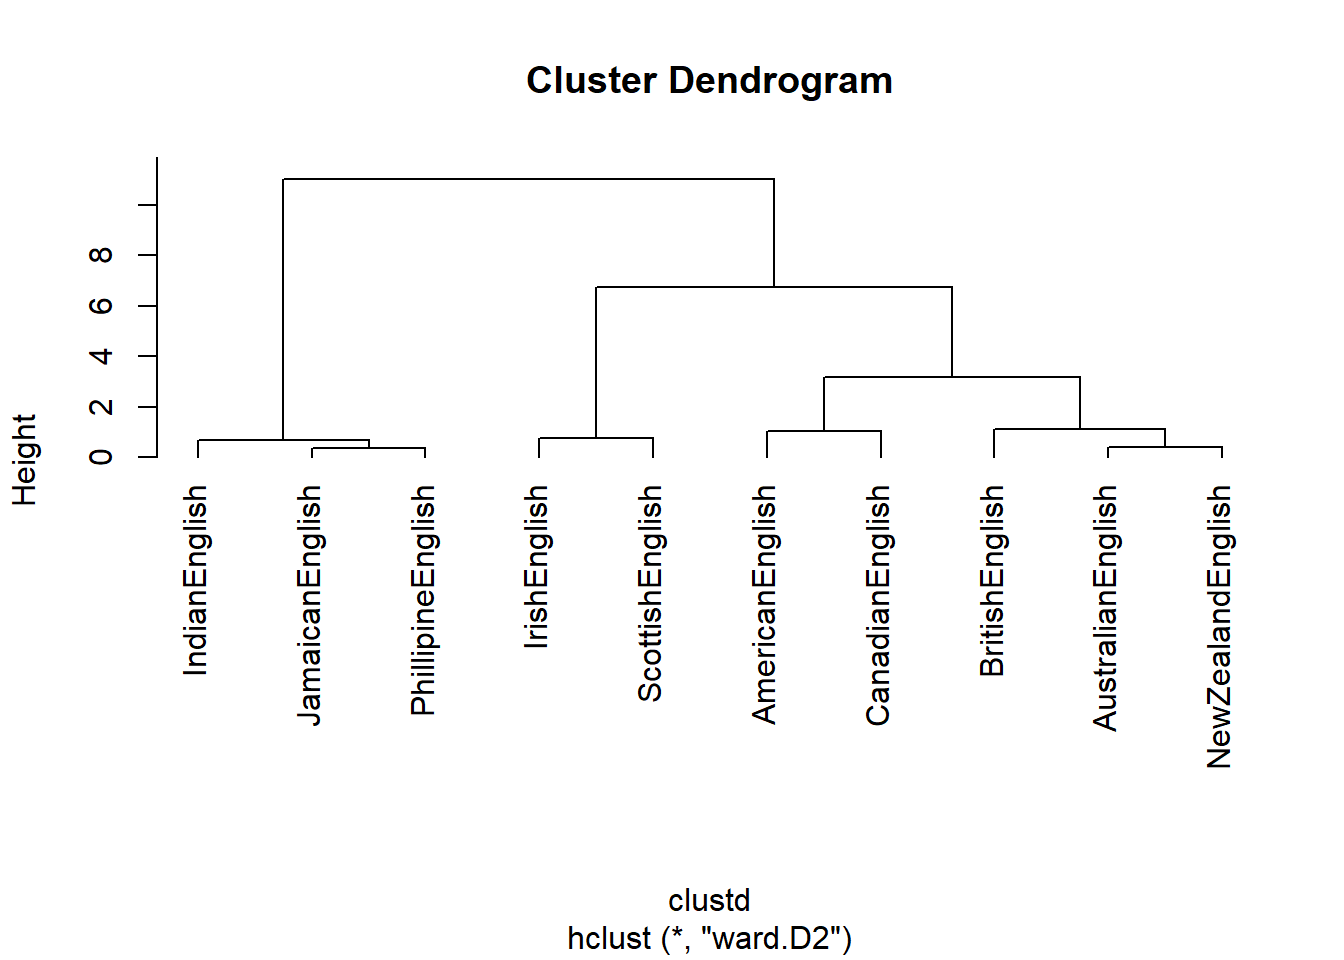 Cluster Dendrogram
Height
8
6
4
2
0
IndianEnglish
JamaicanEnglish
PhillipineEnglish
IrishEnglish
ScottishEnglish
AmericanEnglish
CanadianEnglish
BritishEnglish
AustralianEnglish
NewZealandEnglish
clustd
hclust (*, "ward.D2")